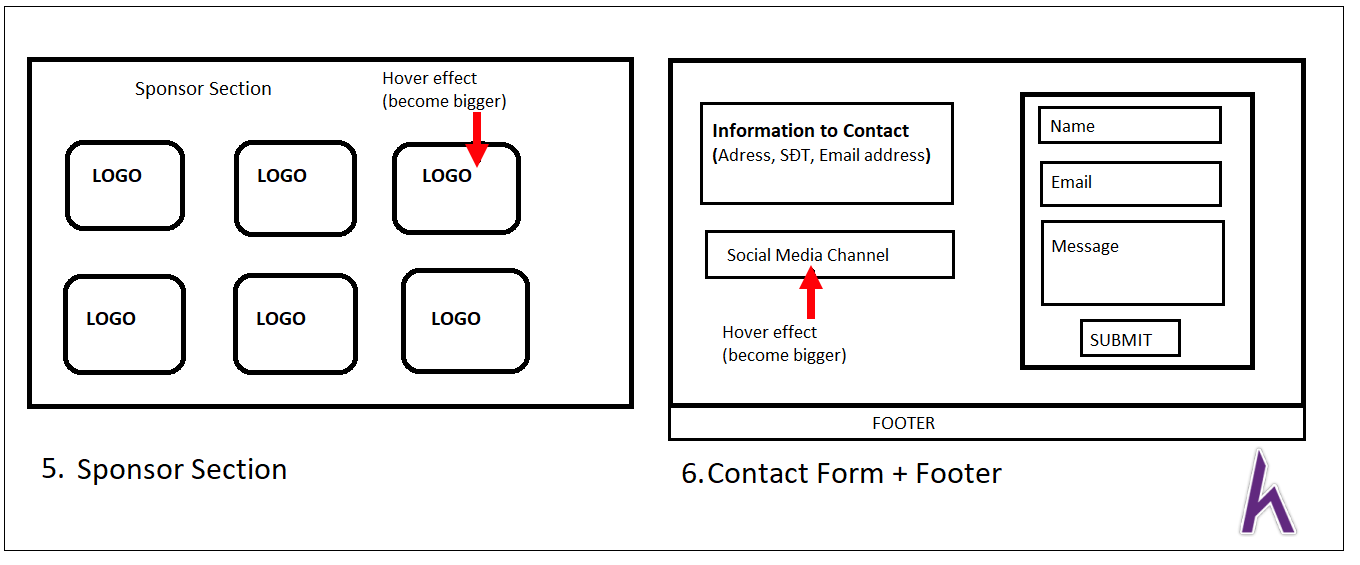 Sponsor Section
Hover effect
(become bigger)
LOGO
LOGO
LOGO
LOGO
LOGO
LOGO
5. Sponsor Section
Information to Contact
(Adress, SĐT, Email address)
Social Media Channel
Hover effect
(become bigger)
Name
Email
Message
SUBMIT
FOOTER
6.Contact Form + Footer